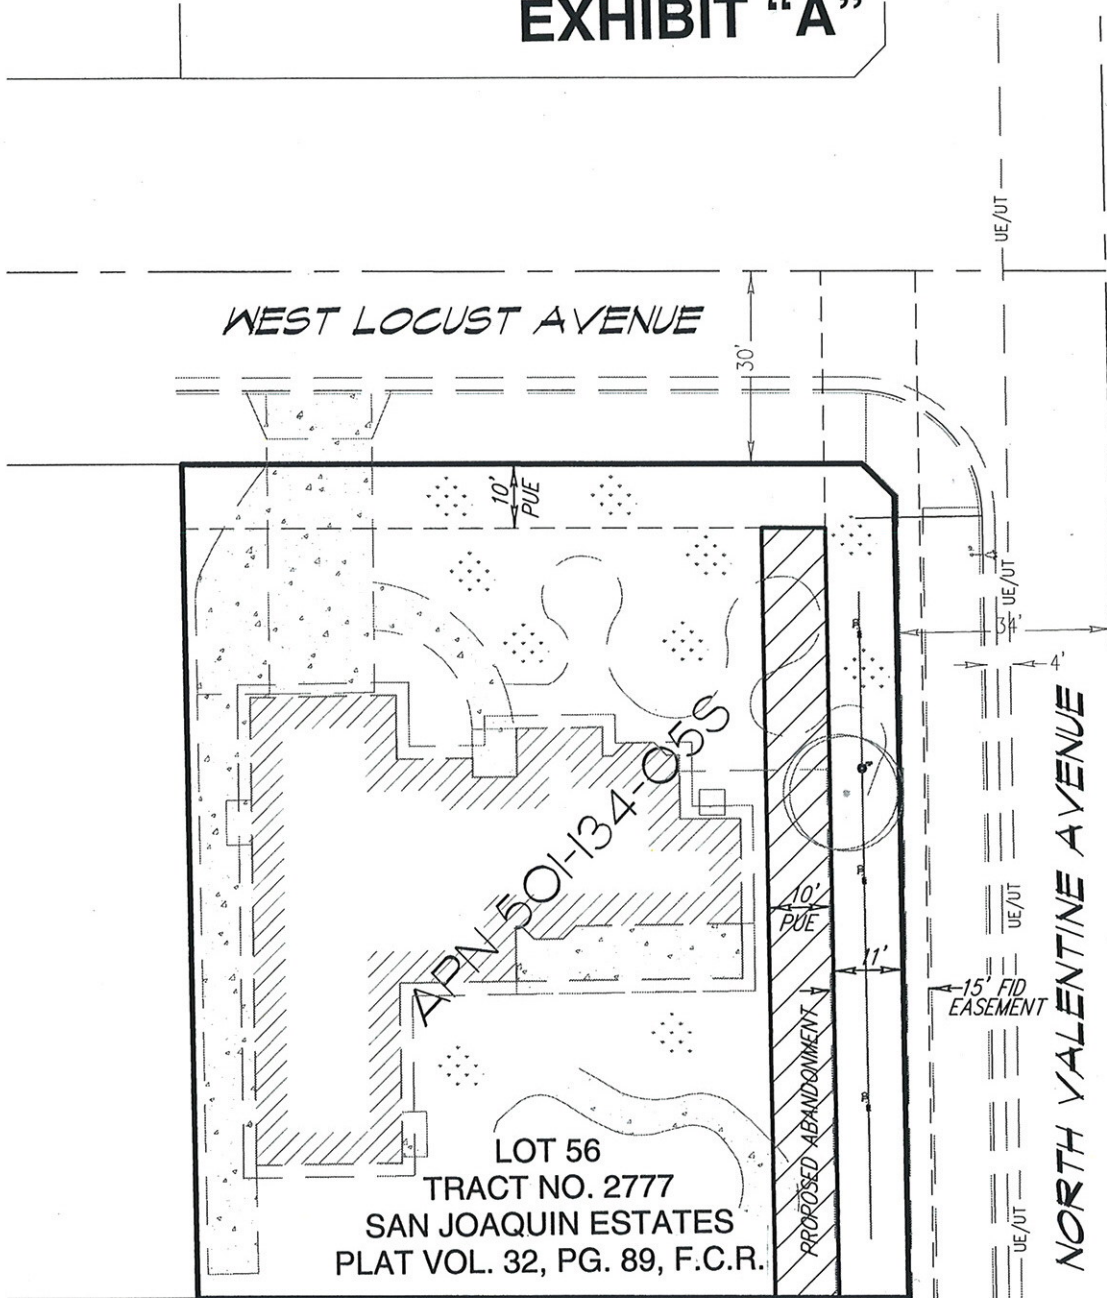 EXHIBIT "A"
UE/UT
WEST LOCUST AVENUE
30'
10'
PUE
UE/UT
34'
4'
APN 501-134-05S
10'
PUE
UE/UT
11'
15' FID
EASEMENT
PROPOSED ABANDONMENT
NORTH VALENTINE AVENUE
LOT 56
TRACT NO. 2777
SAN JOAQUIN ESTATES
PLAT VOL. 32, PG. 89, F.C.R.
UE/UT